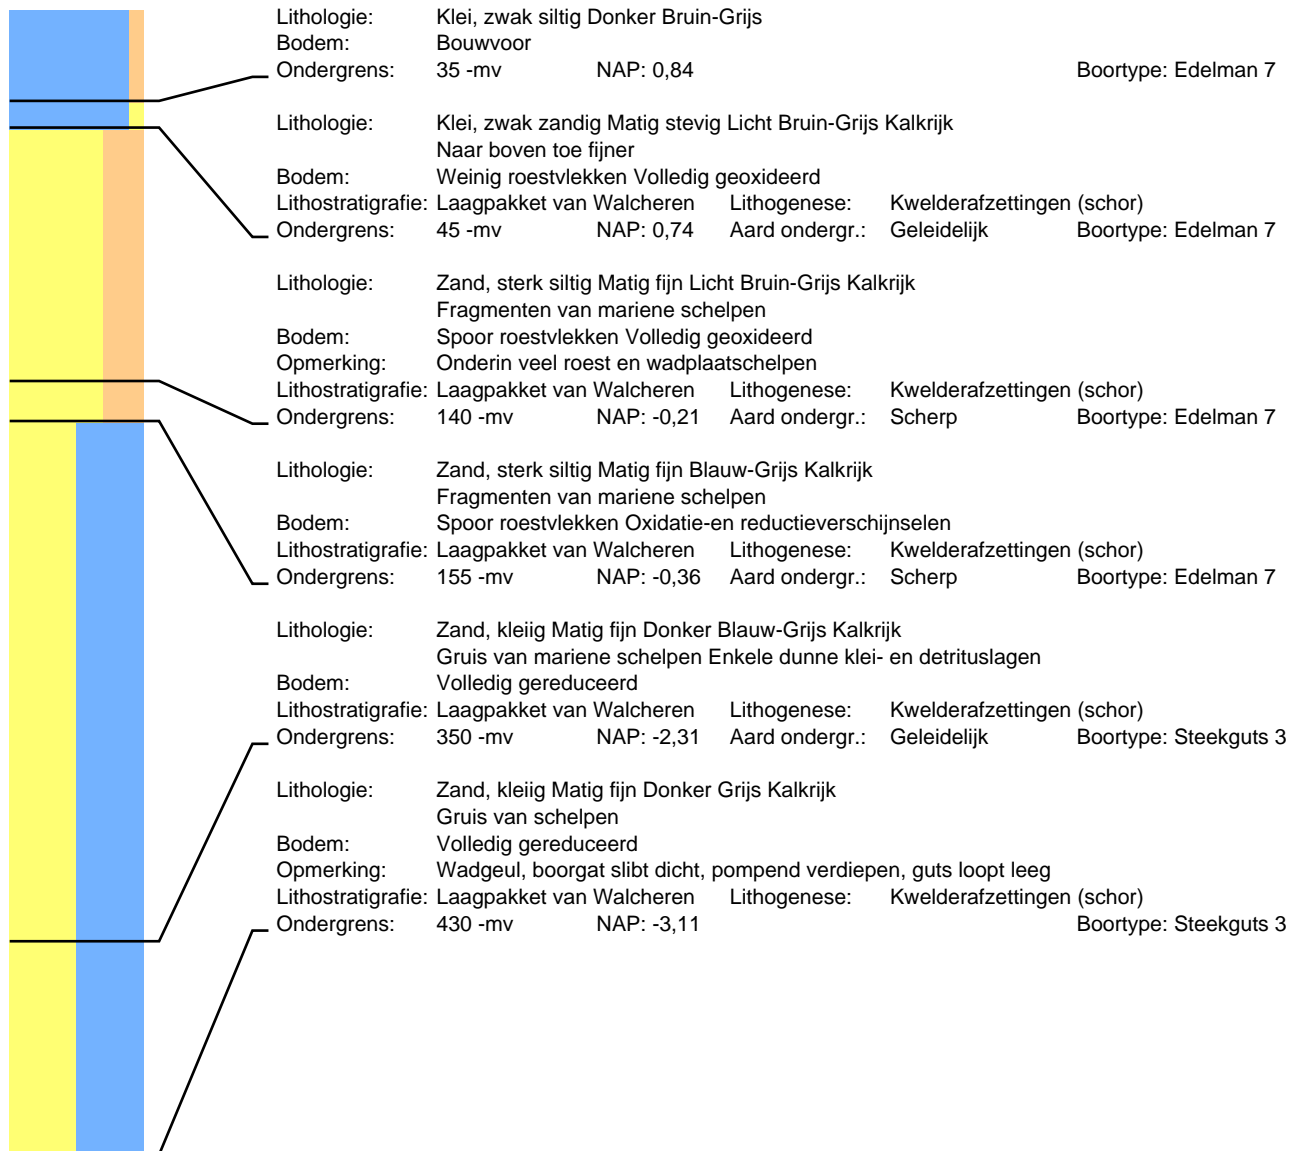 Lithologie: Klei, zwak siltig Donker Bruin-Grijs
Bodem: Bouwvoor
Ondergrens: 35 -mv NAP: 0,84 Boortype: Edelman 7
Lithologie: Klei, zwak zandig Matig stevig Licht Bruin-Grijs Kalkrijk
Naar boven toe fijner
Bodem: Weinig roestvlekken Volledig geoxideerd
Lithostratigrafie: Laagpakket van Walcheren Lithogenese: Kwelderafzettingen (schor)
Ondergrens: 45 -mv NAP: 0,74 Aard ondergr.: Geleidelijk Boortype: Edelman 7
Lithologie: Zand, sterk siltig Matig fijn Licht Bruin-Grijs Kalkrijk
Fragmenten van mariene schelpen
Bodem: Spoor roestvlekken Volledig geoxideerd
Opmerking: Onderin veel roest en wadplaatschelpen
Lithostratigrafie: Laagpakket van Walcheren Lithogenese: Kwelderafzettingen (schor)
Ondergrens: 140 -mv NAP: -0,21 Aard ondergr.: Scherp Boortype: Edelman 7
Lithologie: Zand, sterk siltig Matig fijn Blauw-Grijs Kalkrijk
Fragmenten van mariene schelpen
Bodem: Spoor roestvlekken Oxidatie-en reductieverschijnselen
Lithostratigrafie: Laagpakket van Walcheren Lithogenese: Kwelderafzettingen (schor)
Ondergrens: 155 -mv NAP: -0,36 Aard ondergr.: Scherp Boortype: Edelman 7
Lithologie: Zand, kleiig Matig fijn Donker Blauw-Grijs Kalkrijk
Gruis van mariene schelpen Enkele dunne klei- en detrituslagen
Bodem: Volledig gereduceerd
Lithostratigrafie: Laagpakket van Walcheren Lithogenese: Kwelderafzettingen (schor)
Ondergrens: 350 -mv NAP: -2,31 Aard ondergr.: Geleidelijk Boortype: Steekguts 3
Lithologie: Zand, kleiig Matig fijn Donker Grijs Kalkrijk
Gruis van schelpen
Bodem: Volledig gereduceerd
Opmerking: Wadgeul, boorgat slibt dicht, pompend verdiepen, guts loopt leeg
Lithostratigrafie: Laagpakket van Walcheren Lithogenese: Kwelderafzettingen (schor)
Ondergrens: 430 -mv NAP: -3,11 Boortype: Steekguts 3